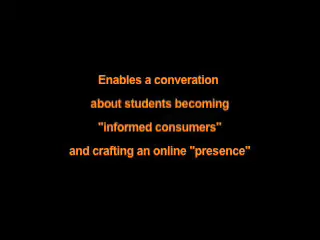 Enables a converation
about students becoming
"informed consumers"
and crafting an online "presence"